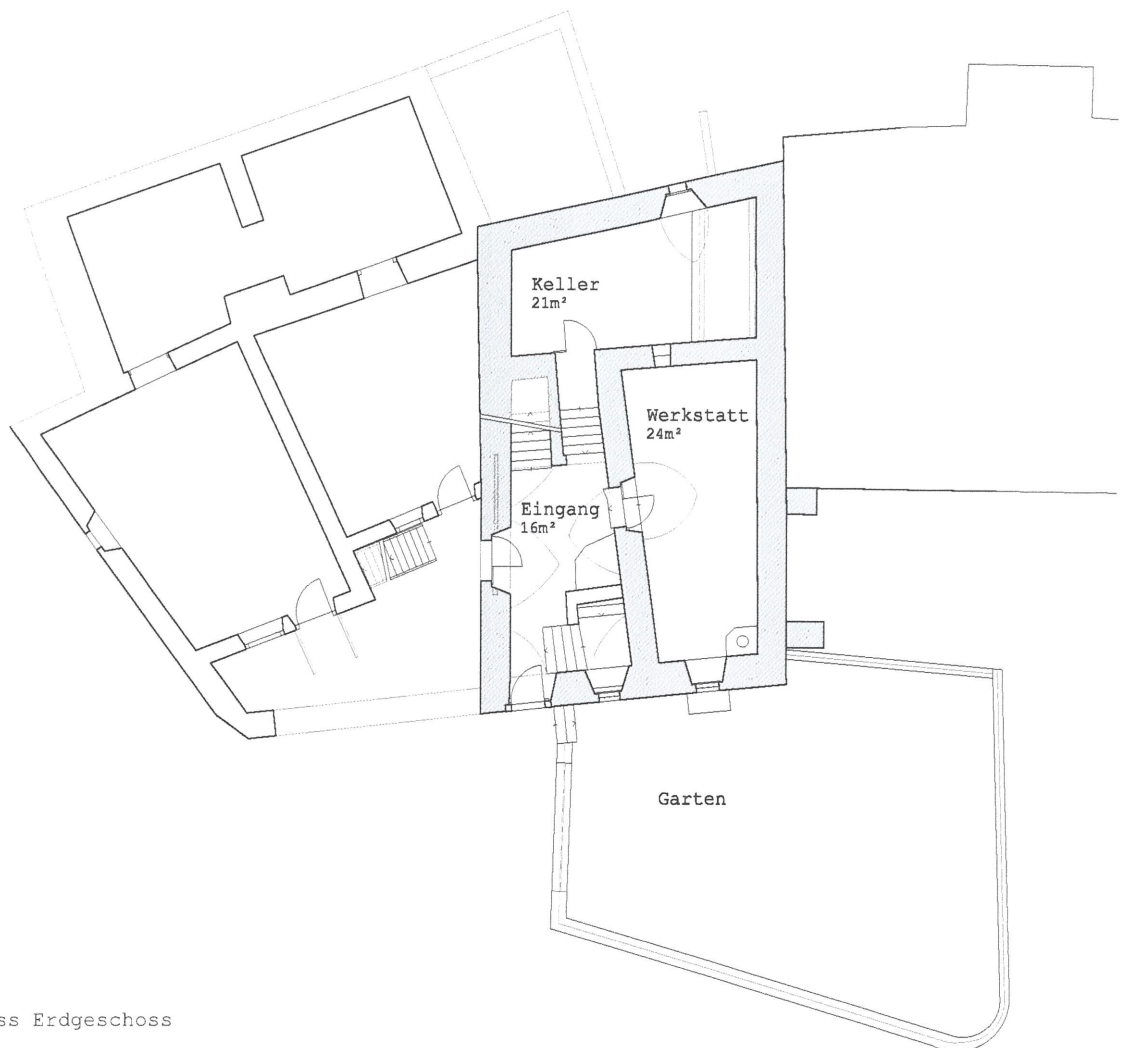 Keller
21m²
Werkstatt
24m²
Eingang
16m²
Garten
ss Erdgeschoss